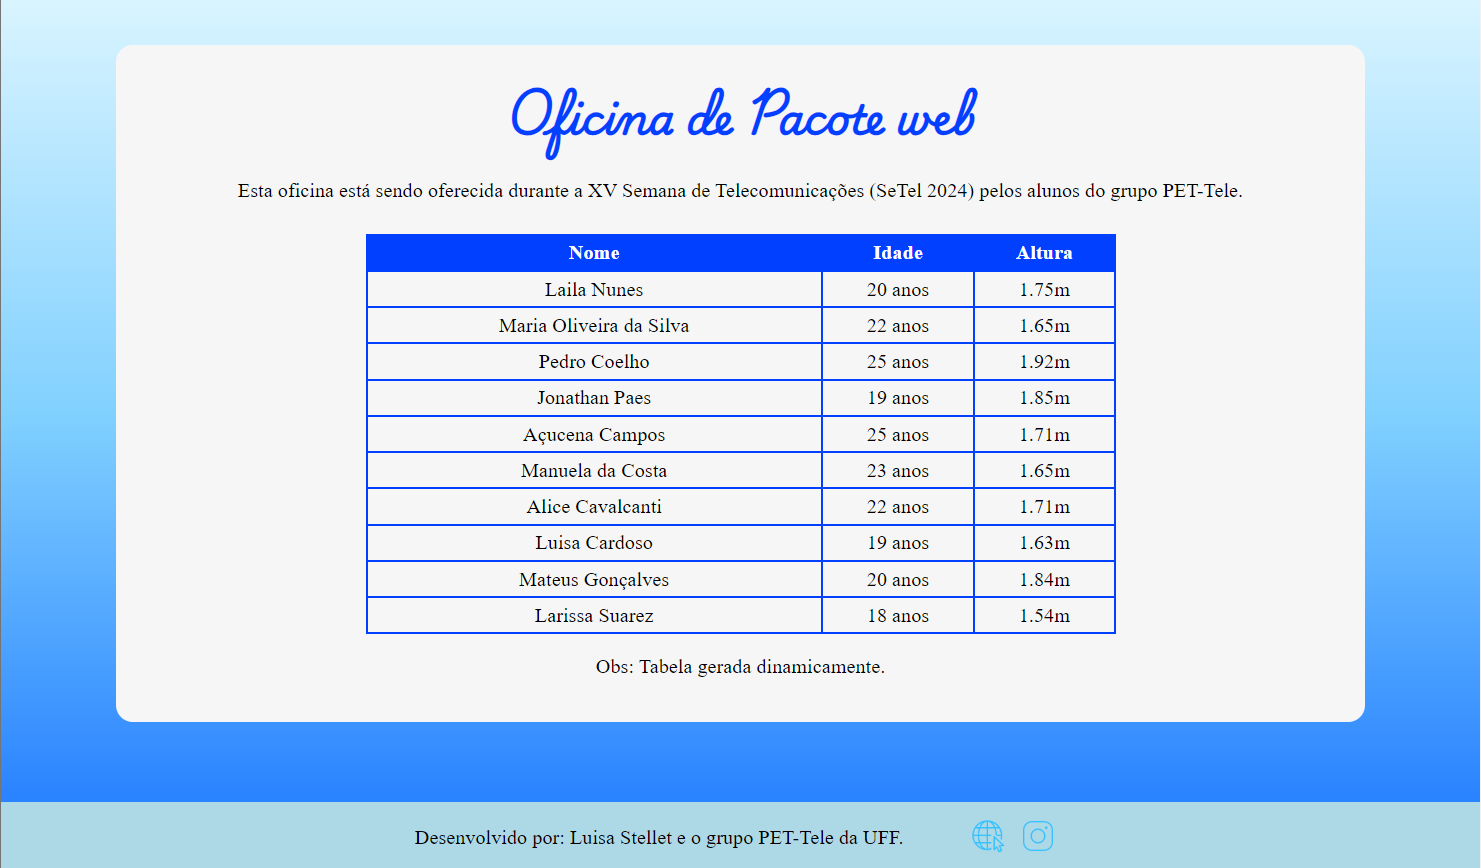 Oficina de Pacote web
Esta oficina está sendo oferecida durante a XV Semana de Telecomunicações (SeTel 2024) pelos alunos do grupo PET-Tele.
Nome Idade Altura
Laila Nunes 20 anos 1.75m
Maria Oliveira da Silva 22 anos 1.65m
Pedro Coelho 25 anos 1.92m
Jonathan Paes 19 anos 1.85m
Açucena Campos 25 anos 1.71m
Manuela da Costa 23 anos 1.65m
Alice Cavalcanti 22 anos 1.71m
Luisa Cardoso 19 anos 1.63m
Mateus Gonçalves 20 anos 1.84m
Larissa Suarez 18 anos 1.54m
Obs: Tabela gerada dinamicamente.
Desenvolvido por: Luisa Stellet e o grupo PET-Tele da UFF.